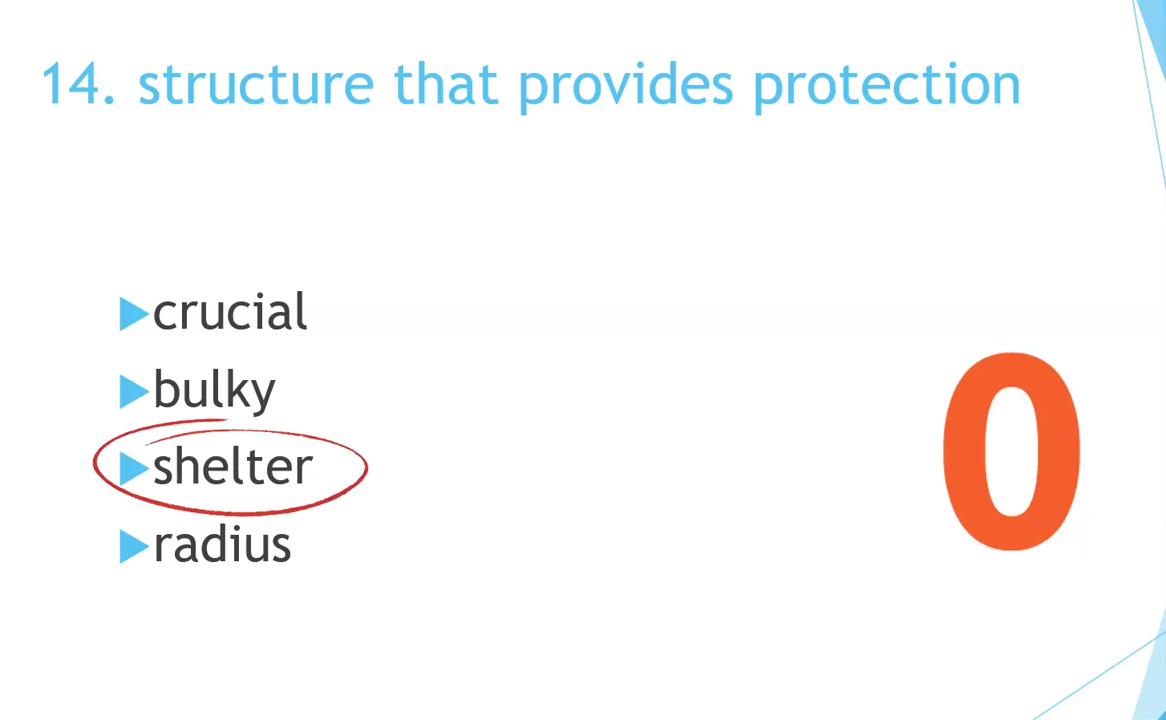 14. structure that provides protection
crucial
bulky
shelter
radius
0